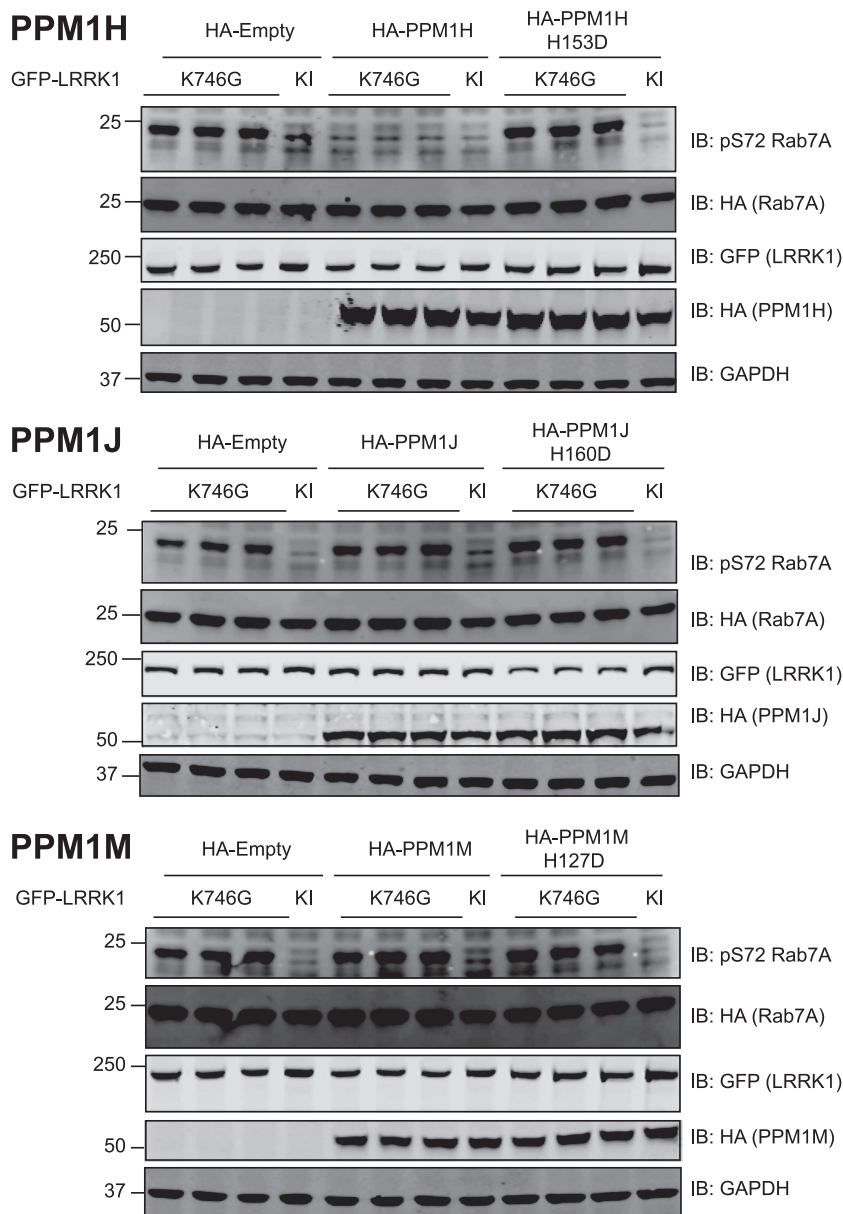 PPM1H
HA-Empty HA-PPM1H HA-PPM1H
H153D
GFP-LRRK1 K746G KI K746G KI K746G KI
25 IB: pS72 Rab7A
25 IB: HA (Rab7A)
250 IB: GFP (LRRK1)
50 IB: HA (PPM1H)
37 IB: GAPDH
PPM1J
HA-Empty HA-PPM1J HA-PPM1J
H160D
GFP-LRRK1 K746G KI K746G KI K746G KI
25 IB: pS72 Rab7A
25 IB: HA (Rab7A)
250 IB: GFP (LRRK1)
50 IB: HA (PPM1J)
37 IB: GAPDH
PPM1M
HA-Empty HA-PPM1M HA-PPM1M
H127D
GFP-LRRK1 K746G KI K746G KI K746G KI
25 IB: pS72 Rab7A
25 IB: HA (Rab7A)
250 IB: GFP (LRRK1)
50 IB: HA (PPM1M)
37 IB: GAPDH